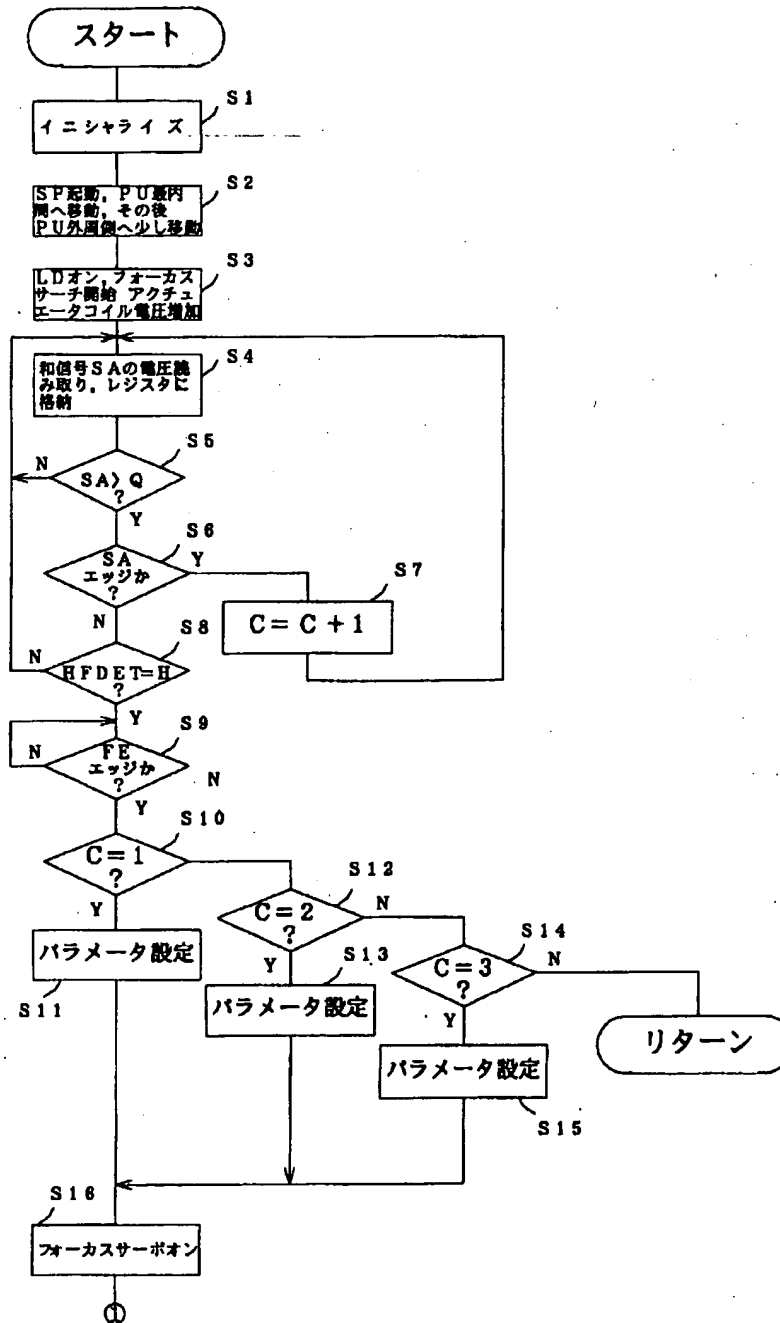 スタート
S1
イニシャライズ
S2
SP起動,PU最内
周へ移動,その後
PU外周側へ少し移動
S3
LDオン,フォーカス
サーチ開始 アクチュ
エータコイル電圧増加
S4
和信号SAの電圧読
み取り,レジスタに
格納
S5
N
SA>Q
?
Y
S6
SA
エッジか
?
Y
S7
C=C+1
N
S8
N
HFDET=H
?
Y
S9
N
FE
エッジか
?
N
Y
S10
C=1
?
S12
Y
C=2
?
N
S14
パラメータ設定
S11
Y
S13
C=3
?
N
パラメータ設定
Y
リターン
パラメータ設定
S15
S16
フォーカスサーボオン
①